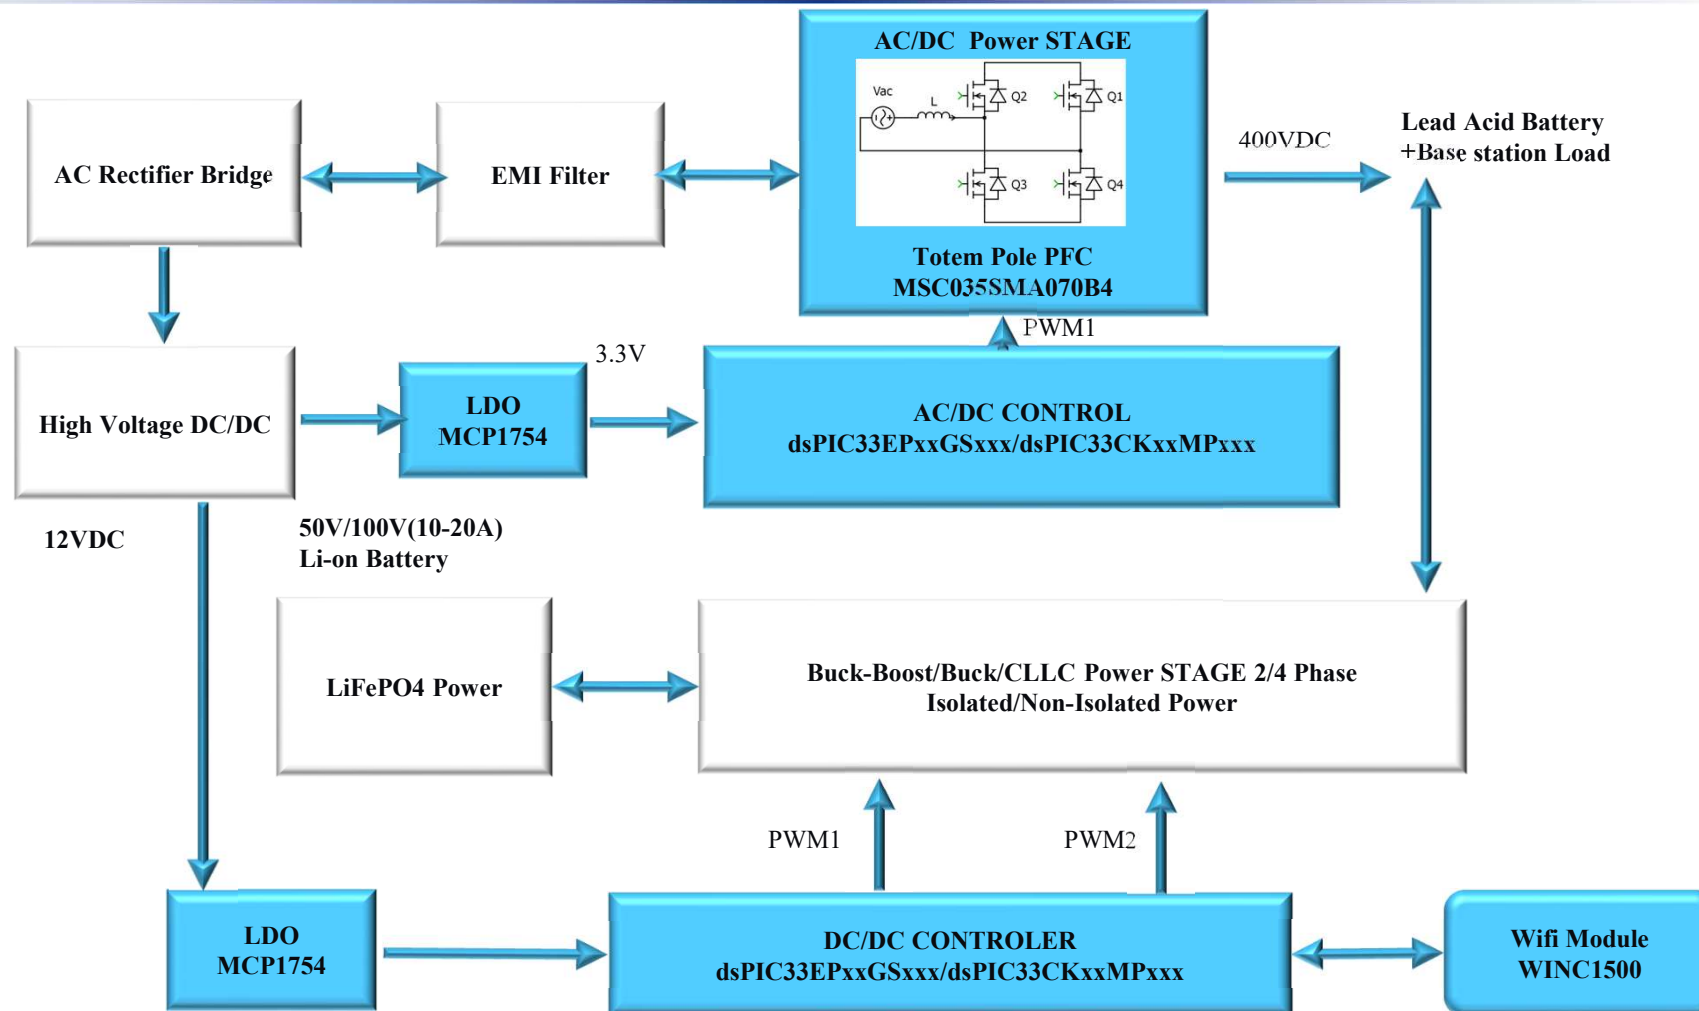 AC/DC  Power STAGE
Vac
L
Q2
Q1
Q3
Q4
Totem Pole PFC
MSC035SMA070B4
AC Rectifier Bridge
EMI Filter
400VDC
Lead Acid Battery
+Base station Load
PWM1
3.3V
High Voltage DC/DC
LDO
MCP1754
AC/DC CONTROL
dsPIC33EPxxGSxxx/dsPIC33CKxxMPxxx
12VDC
50V/100V(10-20A)
Li-on Battery
LiFePO4 Power
Buck-Boost/Buck/CLLC Power STAGE 2/4 Phase
Isolated/Non-Isolated Power
PWM1
PWM2
LDO
MCP1754
DC/DC CONTROLER
dsPIC33EPxxGSxxx/dsPIC33CKxxMPxxx
Wifi Module
WINC1500